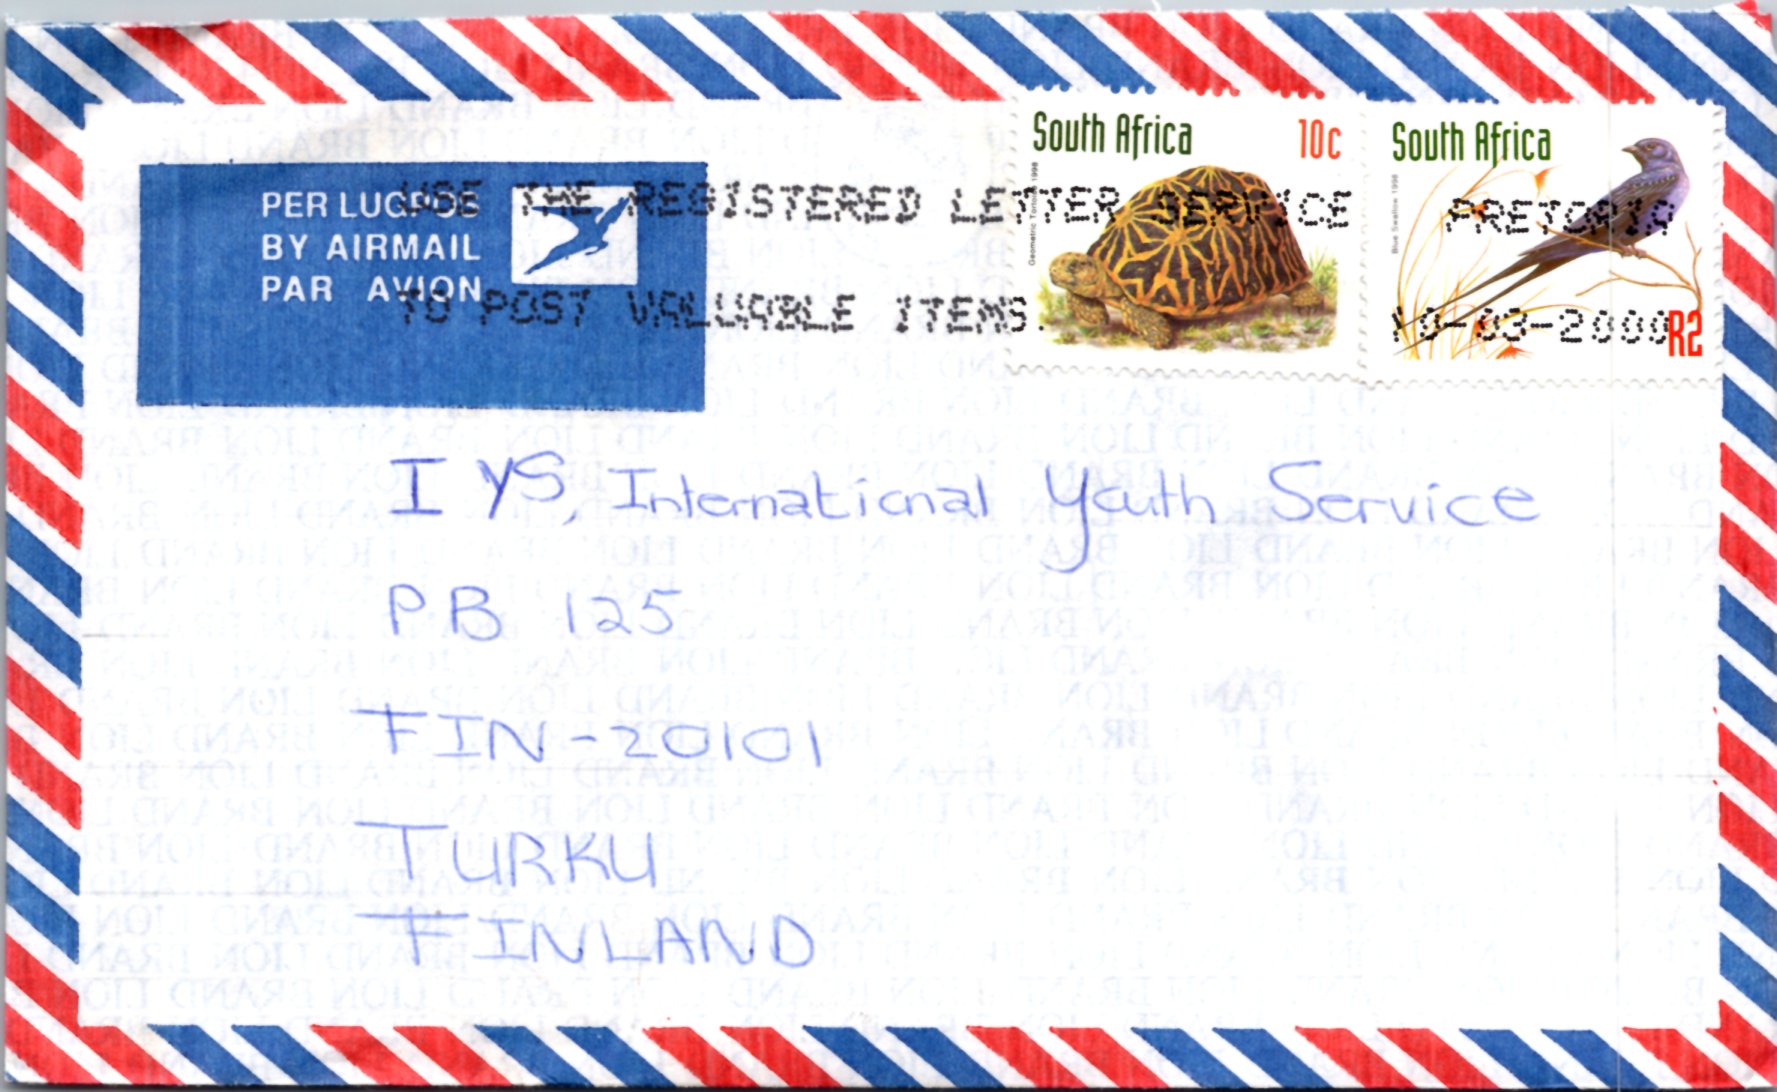 South Africa 10c
Geometric Tortoise 1998
South Africa
Blue Swallow 1998
R2
USE THE REGISTERED LETTER SERVICE
TO POST VALUABLE ITEMS.
PRETORIA
10-03-2000
PER LUGPOS
BY AIRMAIL
PAR AVION
IYS, International Youth Service
PB 125
FIN-20101
TURKU
FINLAND